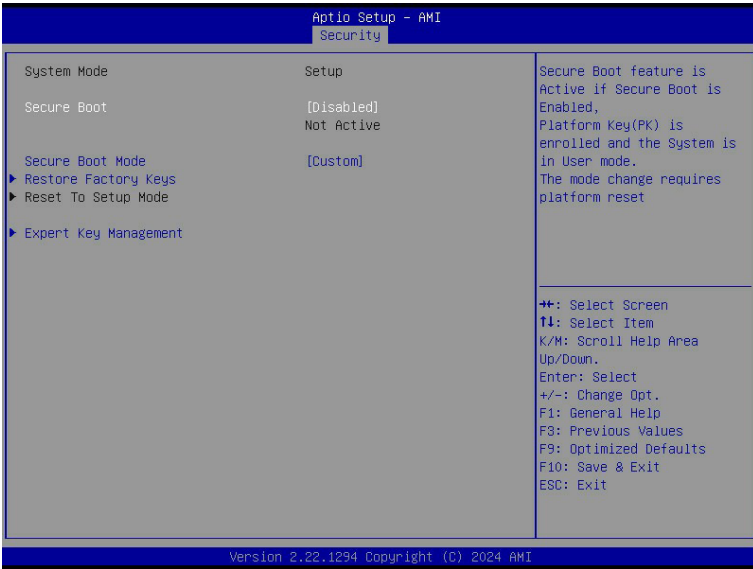 Aptio Setup – AMI
Security
System Mode Setup
Secure Boot [Disabled]
Not Active
Secure Boot Mode [Custom]
▶ Restore Factory Keys
▶ Reset To Setup Mode
▶ Expert Key Management
Secure Boot feature is
Active if Secure Boot is
Enabled,
Platform Key(PK) is
enrolled and the System is
in User mode.
The mode change requires
platform reset
→←: Select Screen
↑↓: Select Item
K/M: Scroll Help Area
Up/Down.
Enter: Select
+/-: Change Opt.
F1: General Help
F3: Previous Values
F9: Optimized Defaults
F10: Save & Exit
ESC: Exit
Version 2.22.1294 Copyright (C) 2024 AMI